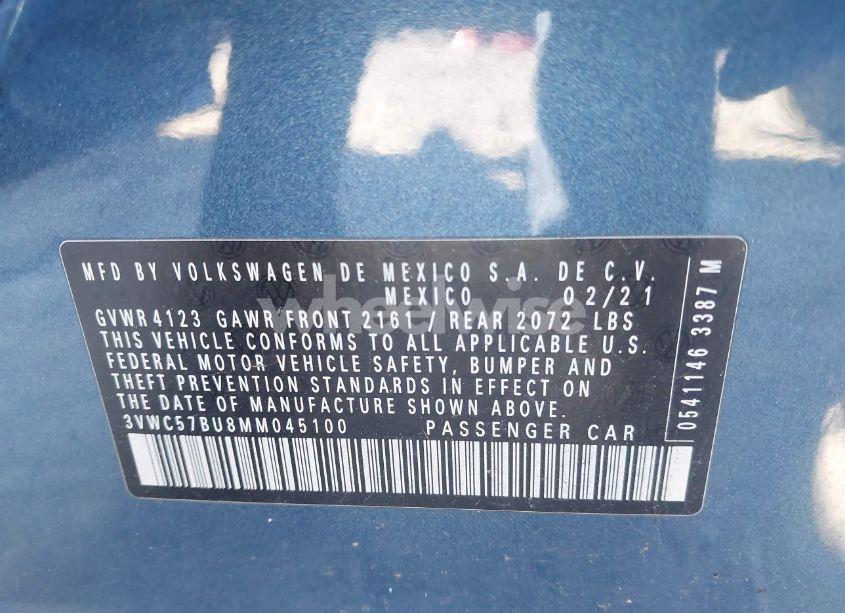 MFD BY VOLKSWAGEN DE MEXICO S.A. DE C.V.
MEXICO 02/21
GVWR 4123 GAWR FRONT 2161 / REAR 2072 LBS
THIS VEHICLE CONFORMS TO ALL APPLICABLE U.S.
FEDERAL MOTOR VEHICLE SAFETY, BUMPER AND
THEFT PREVENTION STANDARDS IN EFFECT ON
THE DATE OF MANUFACTURE SHOWN ABOVE.
3VWC57BU8MM045100 PASSENGER CAR
0541146 3387 M
wheelwise